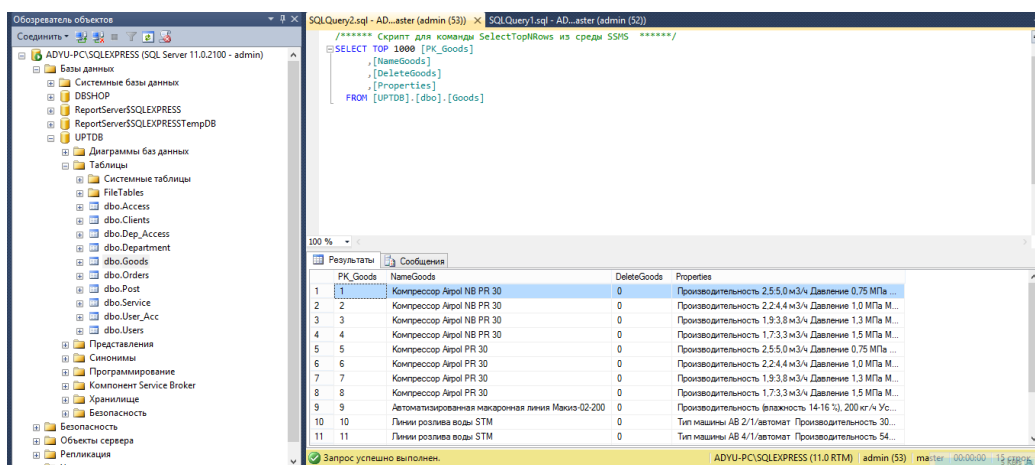 Обозреватель объектов
Соединить
ADYU-PC\SQLEXPRESS (SQL Server 11.0.2100 - admin)
Базы данных
Системные базы данных
DBSHOP
ReportServer$SQLEXPRESS
ReportServer$SQLEXPRESSTempDB
UPTDB
Диаграммы баз данных
Таблицы
Системные таблицы
FileTables
dbo.Access
dbo.Clients
dbo.Dep_Access
dbo.Department
dbo.Goods
dbo.Orders
dbo.Post
dbo.Service
dbo.User_Acc
dbo.Users
Представления
Синонимы
Программирование
Компонент Service Broker
Хранилище
Безопасность
Безопасность
Объекты сервера
Репликация
SQLQuery2.sql - AD...aster (admin (53)) SQLQuery1.sql - AD...aster (admin (52))
/****** Скрипт для команды SelectTopNRows из среды SSMS ******/
SELECT TOP 1000 [PK_Goods]
,[NameGoods]
,[DeleteGoods]
,[Properties]
FROM [UPTDB].[dbo].[Goods]
100 %
Результаты Сообщения
PK_Goods NameGoods DeleteGoods Properties
1 1 Компрессор Airpol NB PR 30 0 Производительность 2,5:5,0 м3/ч Давление 0,75 МПа ...
2 2 Компрессор Airpol NB PR 30 0 Производительность 2,2:4,4 м3/ч Давление 1,0 МПа М...
3 3 Компрессор Airpol NB PR 30 0 Производительность 1,9:3,8 м3/ч Давление 1,3 МПа М...
4 4 Компрессор Airpol NB PR 30 0 Производительность 1,7:3,3 м3/ч Давление 1,5 МПа М...
5 5 Компрессор Airpol PR 30 0 Производительность 2,5:5,0 м3/ч Давление 0,75 МПа ...
6 6 Компрессор Airpol PR 30 0 Производительность 2,2:4,4 м3/ч Давление 1,0 МПа М...
7 7 Компрессор Airpol PR 30 0 Производительность 1,9:3,8 м3/ч Давление 1,3 МПа М...
8 8 Компрессор Airpol PR 30 0 Производительность 1,7:3,3 м3/ч Давление 1,5 МПа М...
9 9 Автоматизированная макаронная линия Макиз-02-200 0 Производительность (влажность 14-16 %), 200 кг/ч Ус...
10 10 Линии розлива воды STM 0 Тип машины АВ 2/1/автомат Производительность 30...
11 11 Линии розлива воды STM 0 Тип машины АВ 4/1/автомат Производительность 54...
Запрос успешно выполнен. ADYU-PC\SQLEXPRESS (11.0 RTM) admin (53) master 00:00:00 15 строк